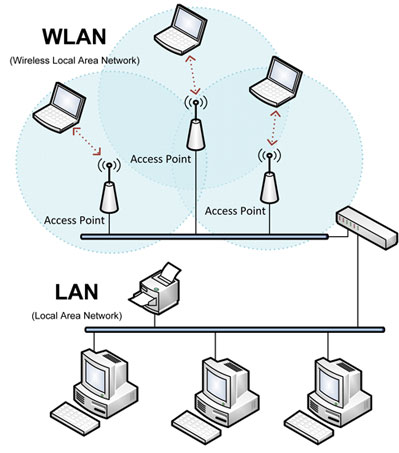 WLAN
(Wireless Local Area Network)
Access Point
Access Point
Access Point
LAN
(Local Area Network)